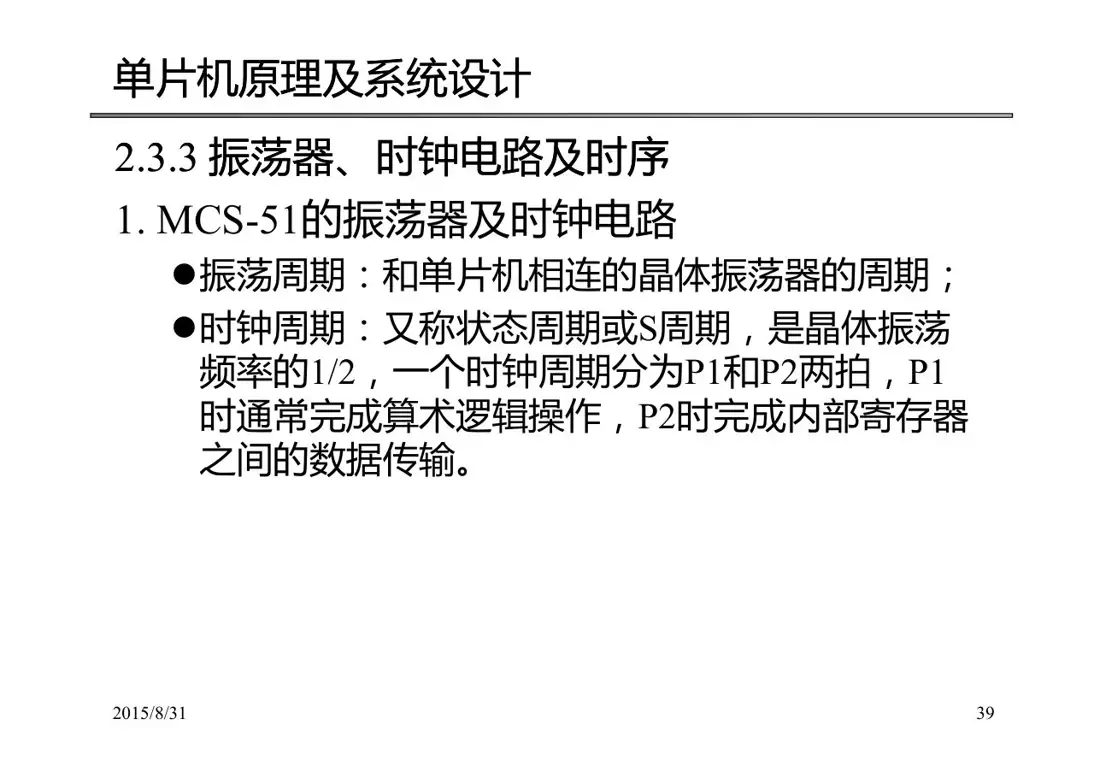 单片机原理及系统设计
2.3.3 振荡器、时钟电路及时序
1. MCS-51的振荡器及时钟电路
●振荡周期：和单片机相连的晶体振荡器的周期；
●时钟周期：又称状态周期或S周期，是晶体振荡
频率的1/2，一个时钟周期分为P1和P2两拍，P1
时通常完成算术逻辑操作，P2时完成内部寄存器
之间的数据传输。
2015/8/31
39